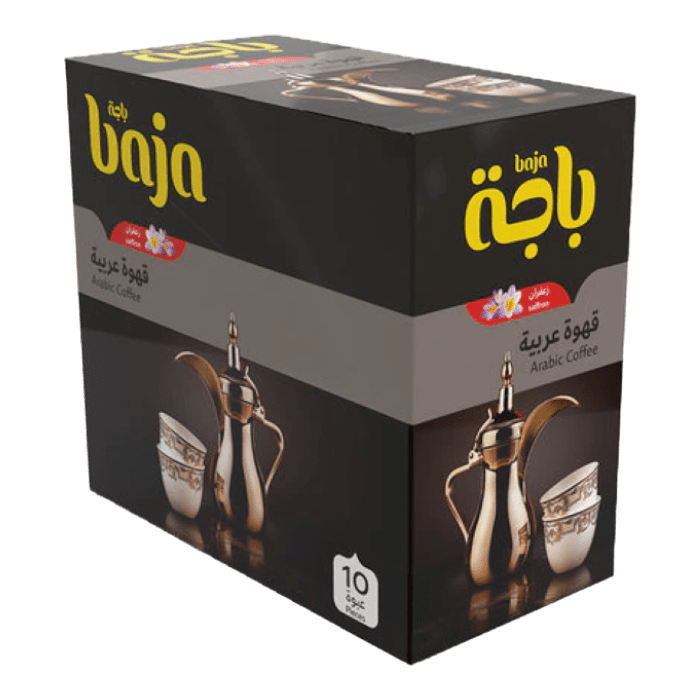 باجة
باجة
baja
زعفران
saffron
قهوة عربية
Arabic Coffee
10
عبوة
Pieces
baja
باجة
زعفران
saffron
قهوة عربية
Arabic Coffee